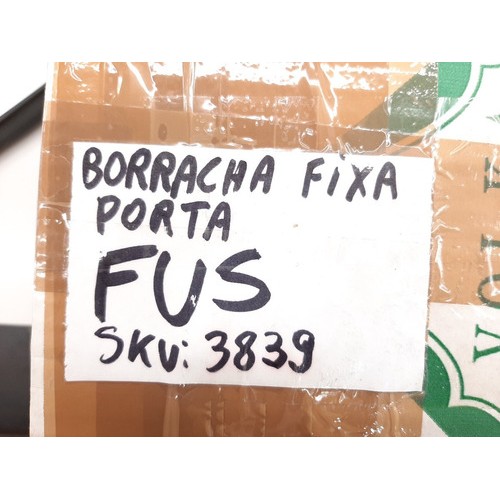 BORRACHA FIXA
PORTA
FUS
SKU: 3839